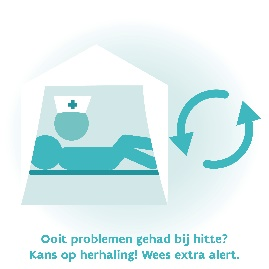 Ooit problemen gehad bij hitte?
Kans op herhaling! Wees extra alert.